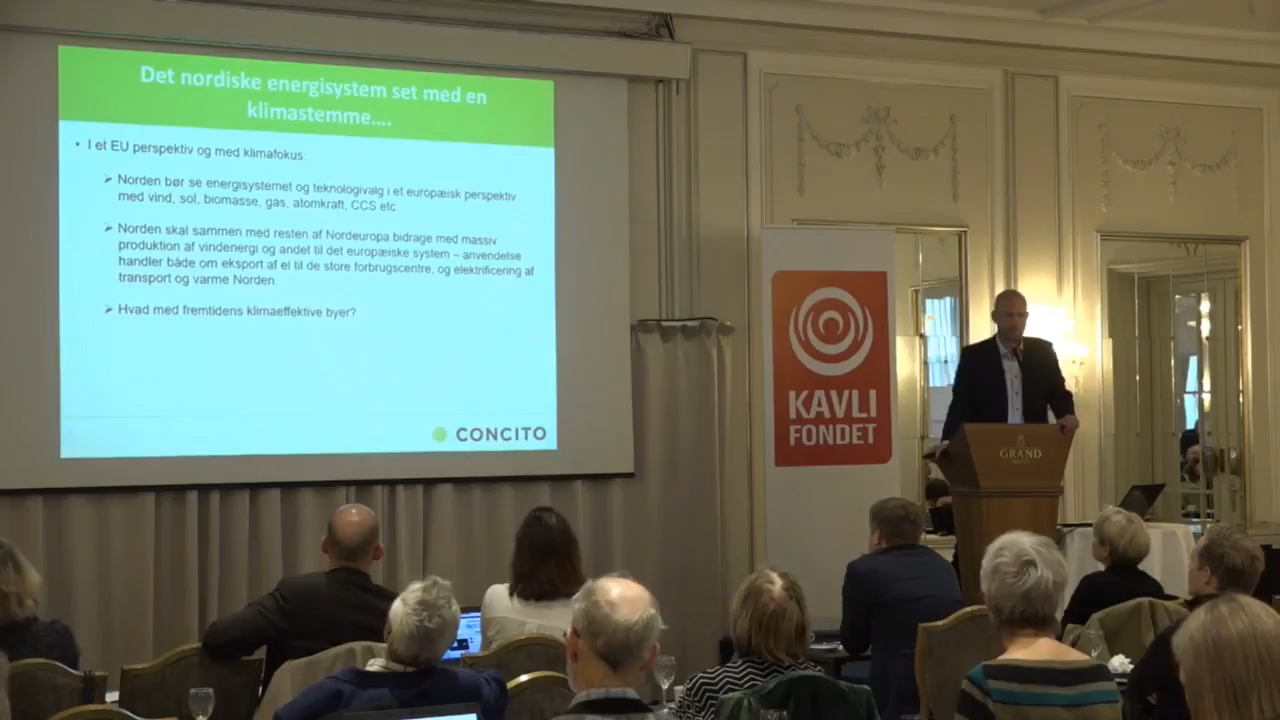 Det nordiske energisystem set med en
klimastemme....
• I et EU perspektiv og med klimafokus:
➢ Norden bør se energisystemet og teknologivalg i et europæisk perspektiv
med vind, sol, biomasse, gas, atomkraft, CCS etc.
➢ Norden skal sammen med resten af Nordeuropa bidrage med massiv
produktion af vindenergi og andet til det europæiske system – anvendelse
handler både om eksport af el til de store forbrugscentre, og elektrificering af
transport og varme Norden.
➢ Hvad med fremtidens klimaeffektive byer?
CONCITO
KAVLI
FONDET
GRAND